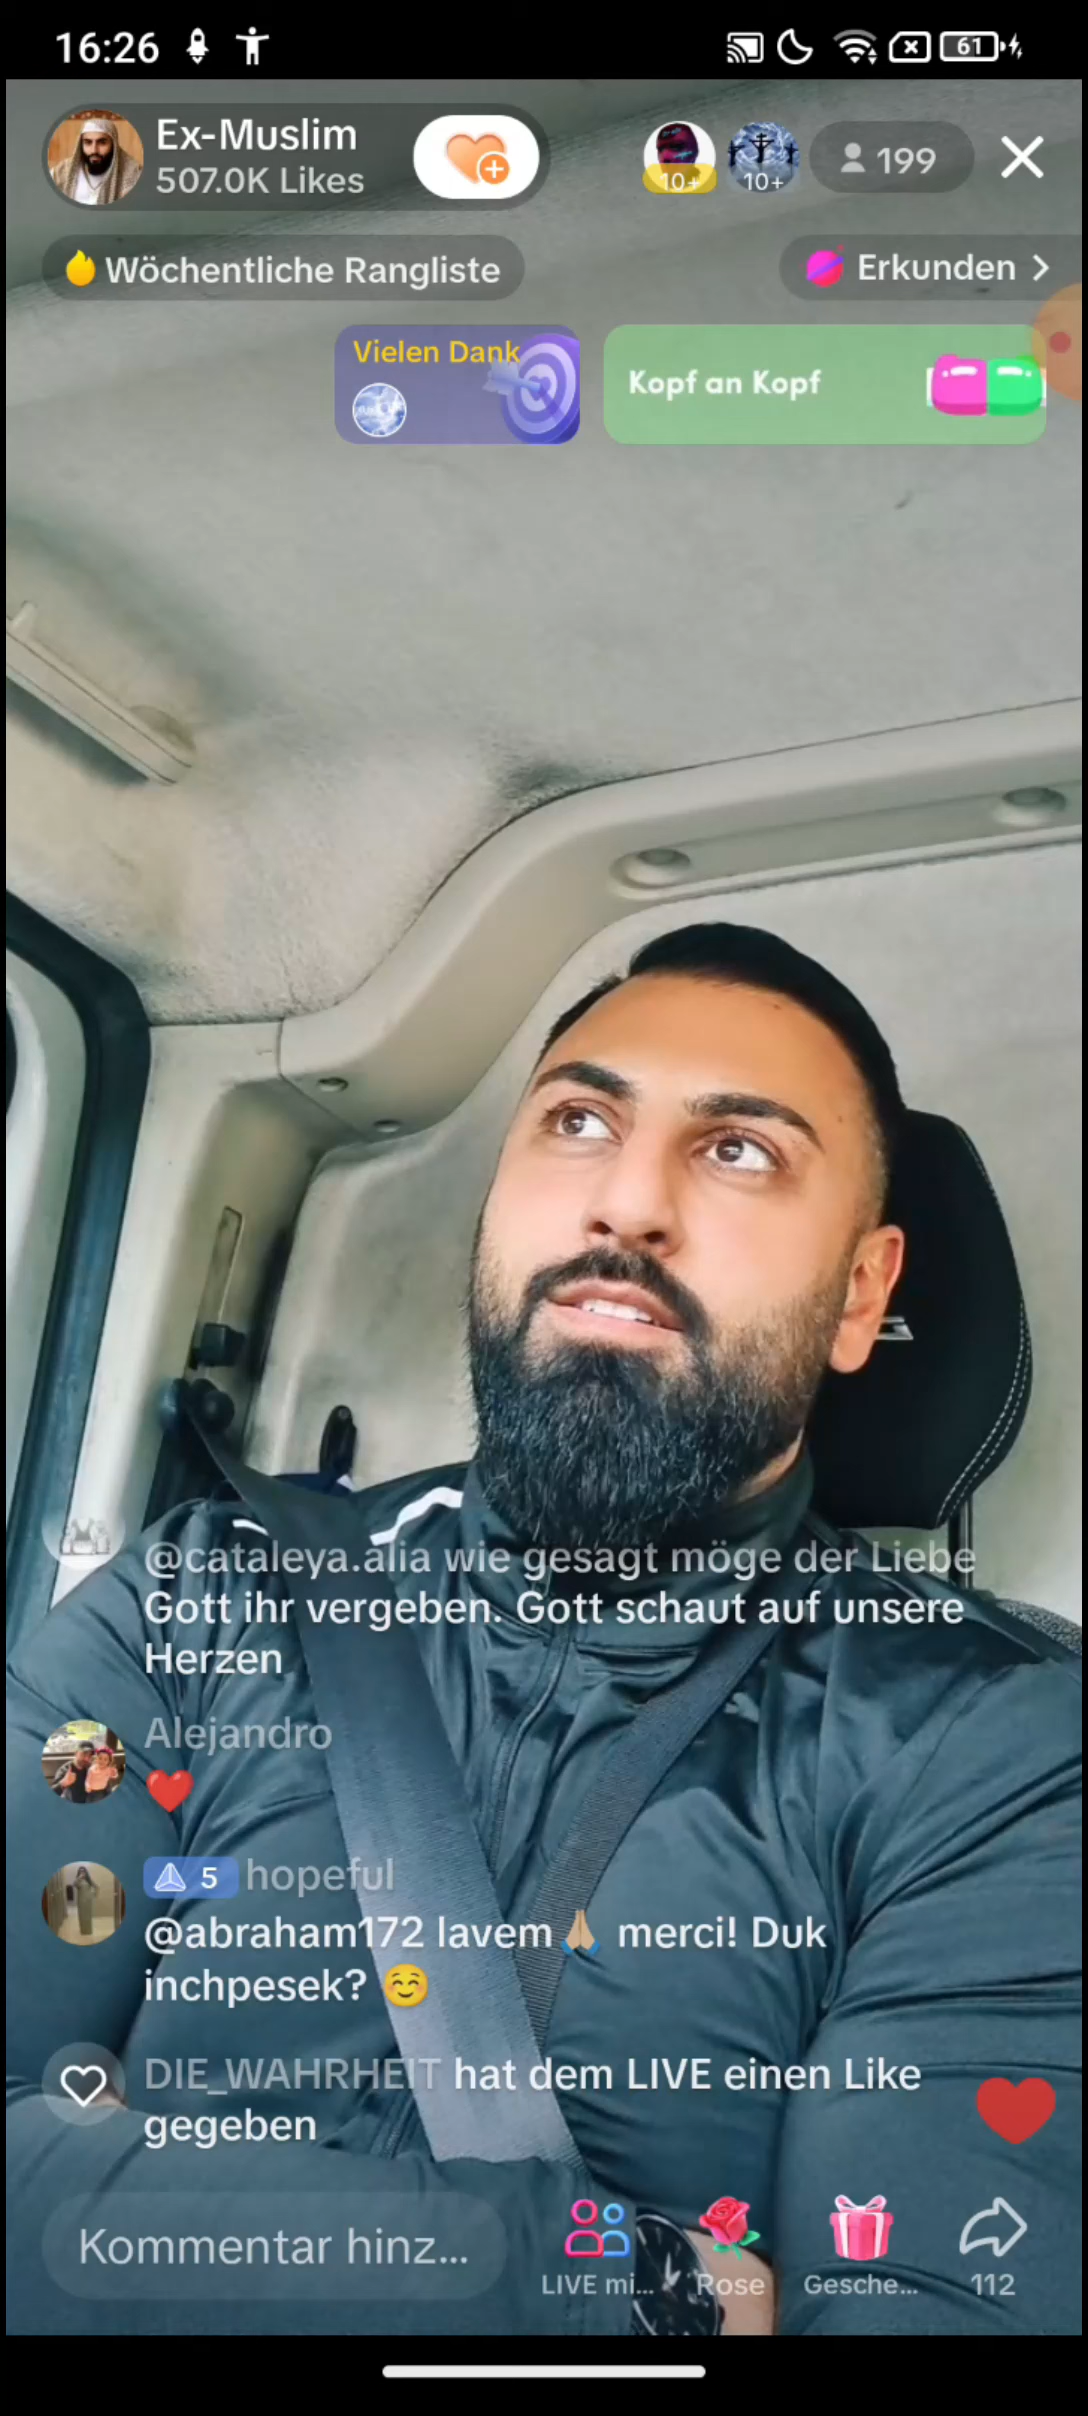 16:26
61
Ex-Muslim
507.0K Likes
10+
10+
199
Wöchentliche Rangliste
Erkunden >
Vielen Dank
Kopf an Kopf
@cataleya.alia wie gesagt möge der Liebe
Gott ihr vergeben. Gott schaut auf unsere
Herzen
Alejandro
❤️
5 hopeful
@abraham172 lavem🙏🏼 merci! Duk
inchpesek? ☺️
DIE_WAHRHEIT hat dem LIVE einen Like
gegeben
Kommentar hinz...
LIVE mi...
Rose
Gesche...
112